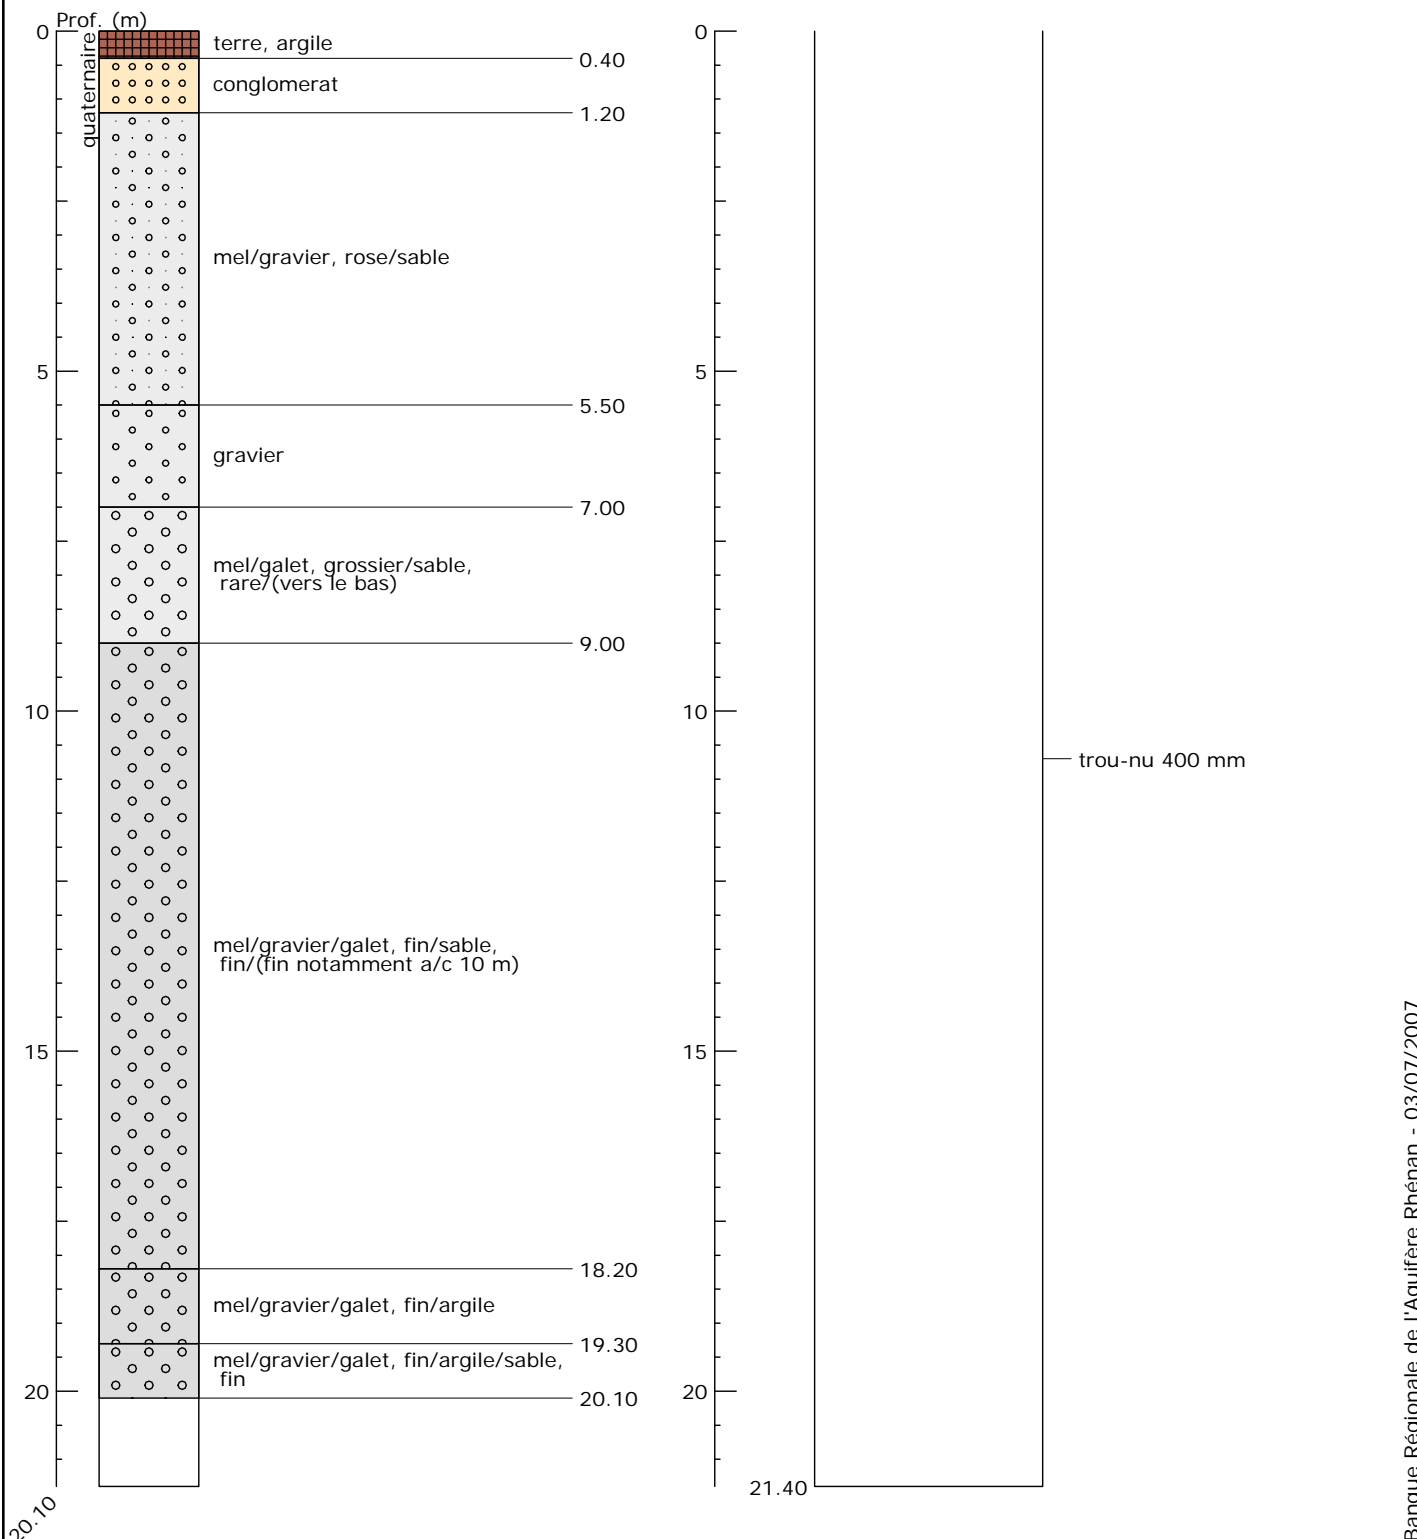 Prof. (m)
0
quaternaire
terre, argile
0.40
conglomerat
1.20
mel/gravier, rose/sable
5
5.50
gravier
7.00
mel/galet, grossier/sable,
rare/(vers le bas)
9.00
10
mel/gravier/galet, fin/sable,
fin/(fin notamment a/c 10 m)
15
18.20
mel/gravier/galet, fin/argile
19.30
mel/gravier/galet, fin/argile/sable,
fin
20
20.10
20.10
0
5
10
trou-nu 400 mm
15
20
21.40
Banque Régionale de l'Aquifère Rhénan - 03/07/2007